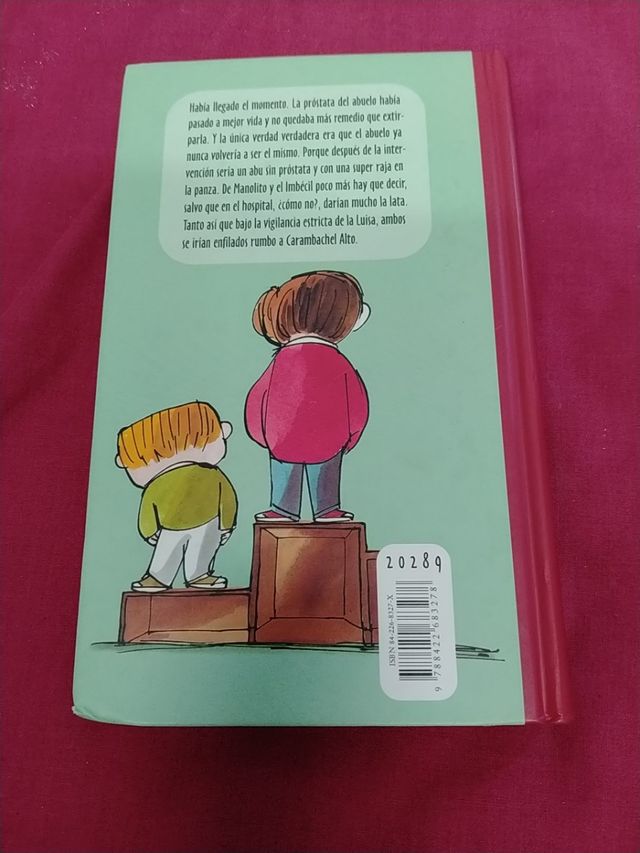 Había llegado el momento. La próstata del abuelo había
pasado a mejor vida y no quedaba más remedio que extir-
parla. Y la única verdad verdadera era que el abuelo ya
nunca volvería a ser el mismo. Porque después de la inter-
vención sería un abu sin próstata y con una super raja en
la panza. De Manolito y el Imbécil poco más hay que decir,
salvo que en el hospital, ¿cómo no?, darían mucho la lata.
Tanto así que bajo la vigilancia estricta de la Luisa, ambos
se irían enfilados rumbo a Carambachel Alto.
20289
ISBN 84-226-8327-X
9 788422 683278